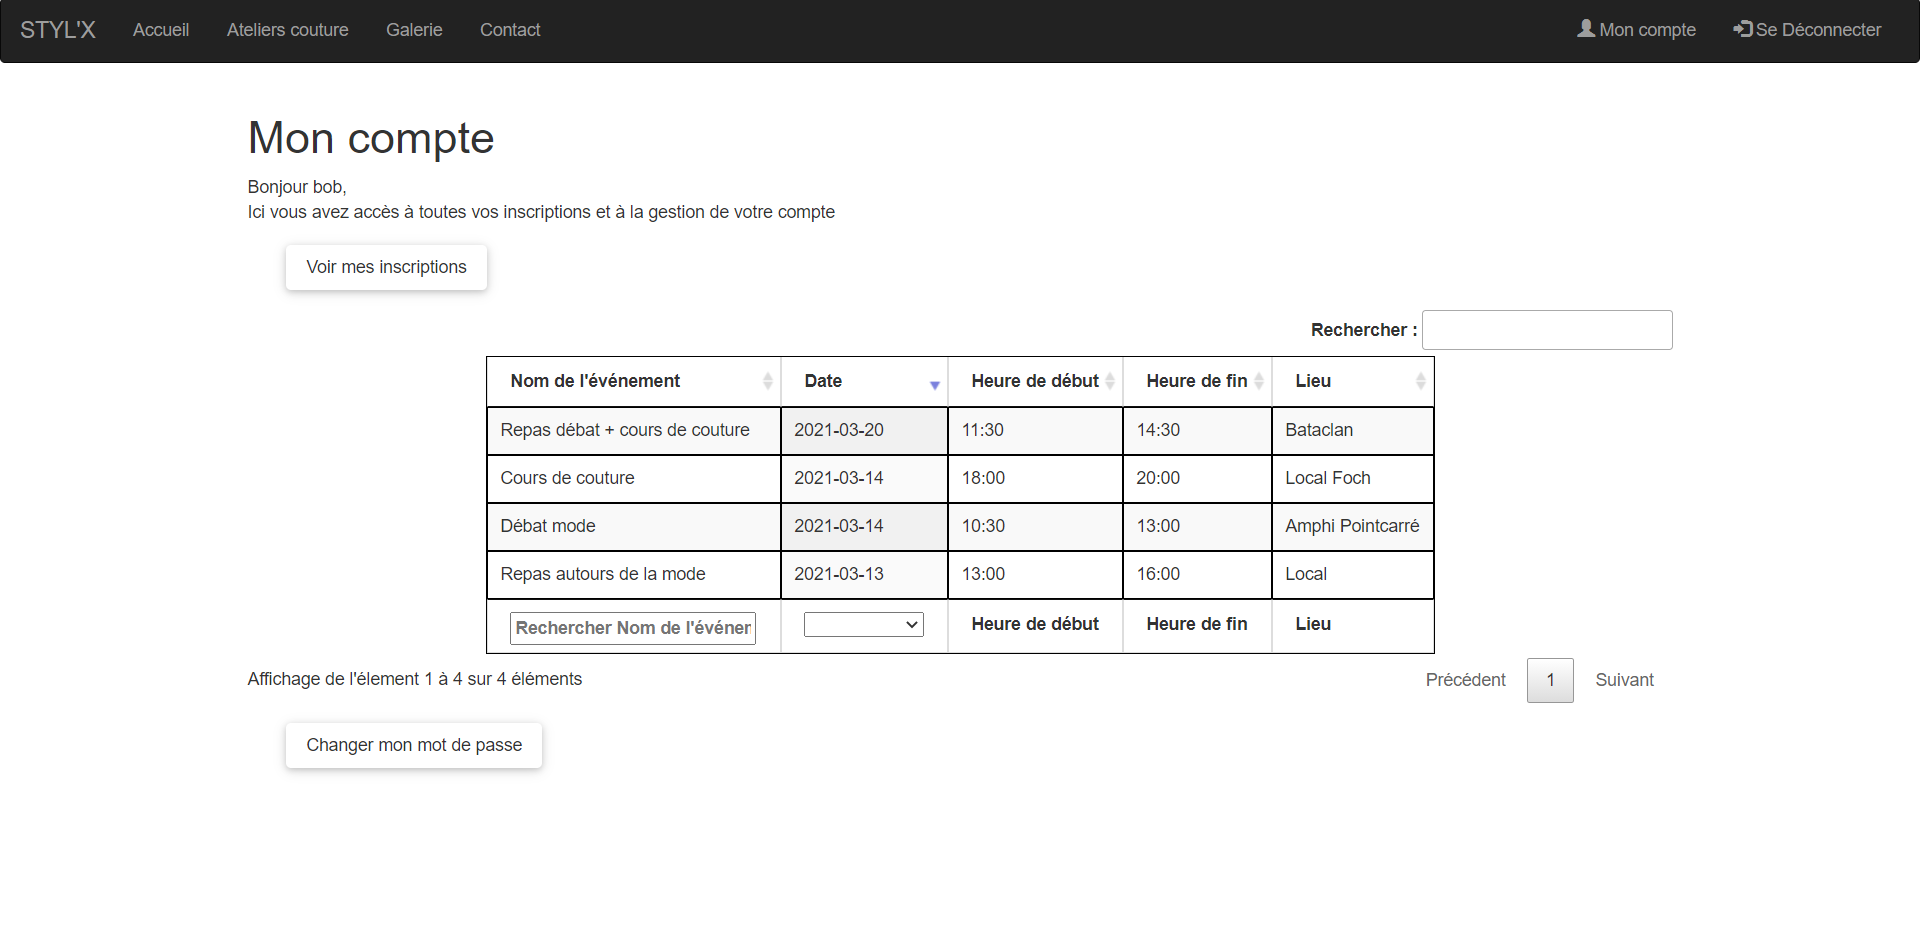 STYL'X Accueil Ateliers couture Galerie Contact Mon compte Se Déconnecter
Mon compte
Bonjour bob,
Ici vous avez accès à toutes vos inscriptions et à la gestion de votre compte
Voir mes inscriptions
Rechercher :
Nom de l'événement Date Heure de début Heure de fin Lieu
Repas débat + cours de couture 2021-03-20 11:30 14:30 Bataclan
Cours de couture 2021-03-14 18:00 20:00 Local Foch
Débat mode 2021-03-14 10:30 13:00 Amphi Pointcarré
Repas autours de la mode 2021-03-13 13:00 16:00 Local
Rechercher Nom de l'événem Heure de début Heure de fin Lieu
Affichage de l'élement 1 à 4 sur 4 éléments Précédent 1 Suivant
Changer mon mot de passe